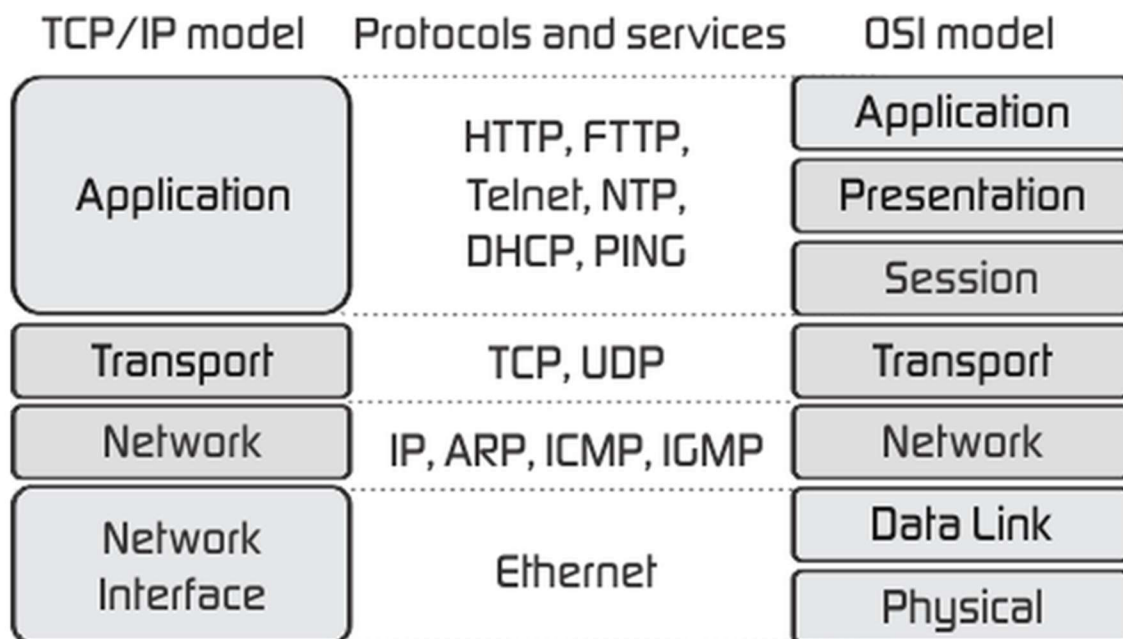 TCP/IP model
Protocols and services
OSI model
Application
HTTP, FTTP,
Telnet, NTP,
DHCP, PING
Application
Presentation
Session
Transport
TCP, UDP
Transport
Network
IP, ARP, ICMP, IGMP
Network
Network
Interface
Ethernet
Data Link
Physical